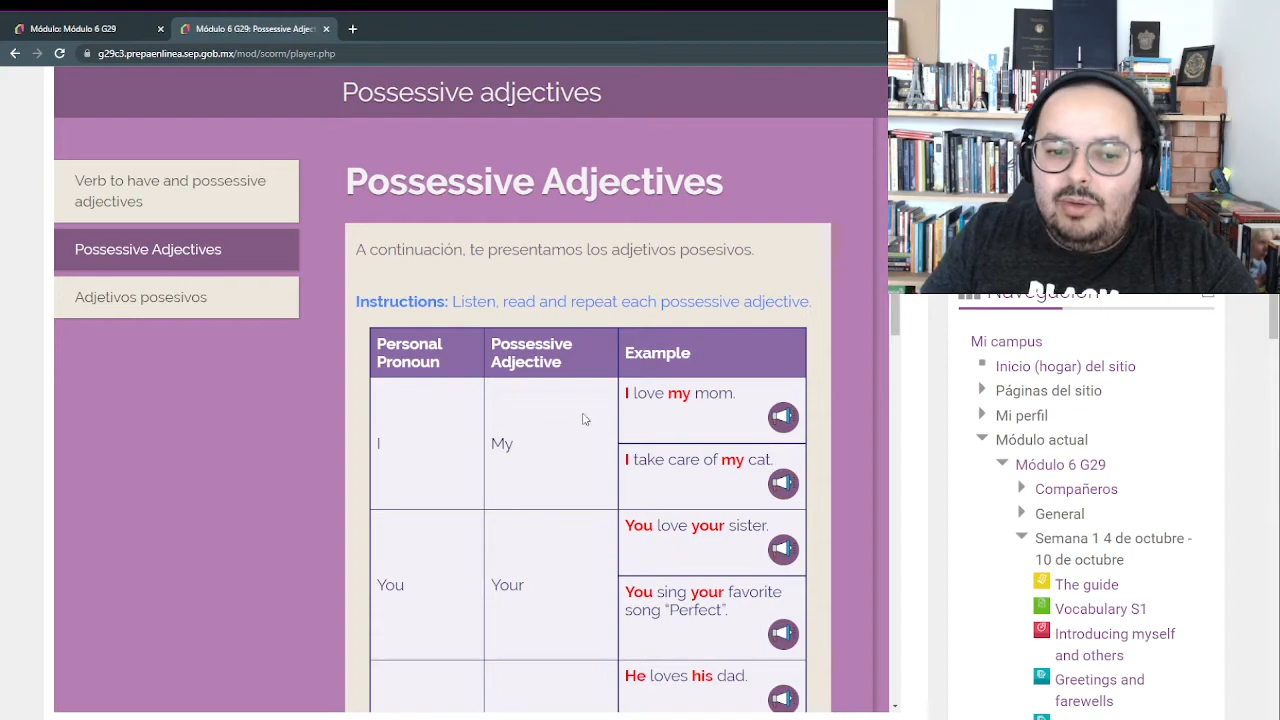 Módulo: Módulo 6 G29
Módulo 6 G29: Possessive Adject
g29c3.prepaenlinea.sep.gob.mx/mod/scorm/player.php
Possessive adjectives
Verb to have and possessive
adjectives
Possessive Adjectives
Adjetivos posesivos
Possessive Adjectives
A continuación, te presentamos los adjetivos posesivos.
Instructions: Listen, read and repeat each possessive adjective.
Personal
Pronoun
Possessive
Adjective
Example
I
My
I love my mom.
I take care of my cat.
You
Your
You love your sister.
You sing your favorite
song “Perfect”.
He loves his dad.
BLACK
Navegación
Mi campus
Inicio (hogar) del sitio
Páginas del sitio
Mi perfil
Módulo actual
Módulo 6 G29
Compañeros
General
Semana 1 4 de octubre -
10 de octubre
The guide
Vocabulary S1
Introducing myself
and others
Greetings and
farewells